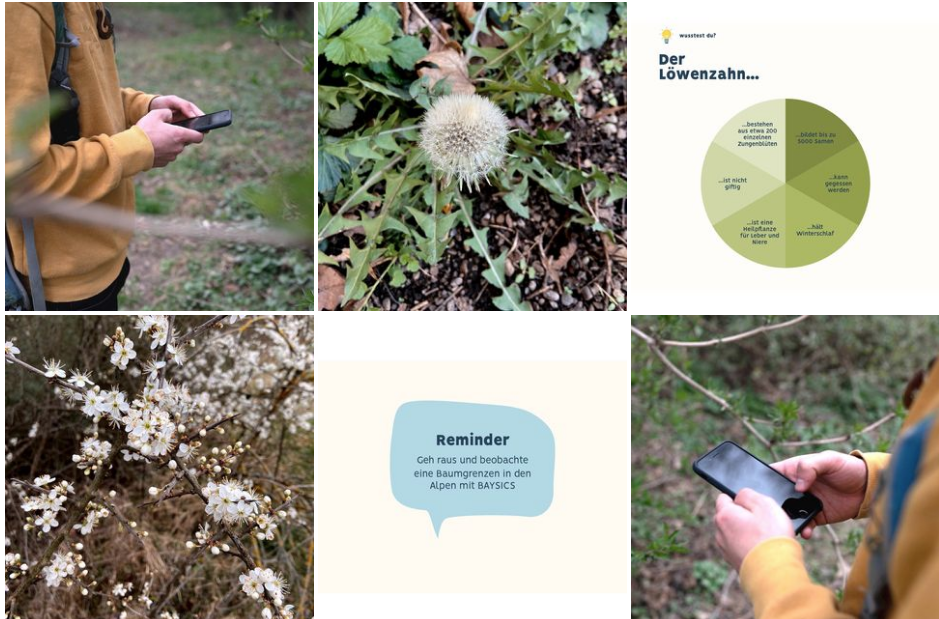 wusstest du?
Der
Löwenzahn...
...bestehen
aus etwa 200
einzelnen
Zungenblüten
...bildet bis zu
5000 Samen
...ist nicht
giftig
...kann
gegessen
werden
...ist eine
Heilpflanze
für Leber und
Niere
...hält
Winterschlaf
Reminder
Geh raus und beobachte
eine Baumgrenzen in den
Alpen mit BAYSICS